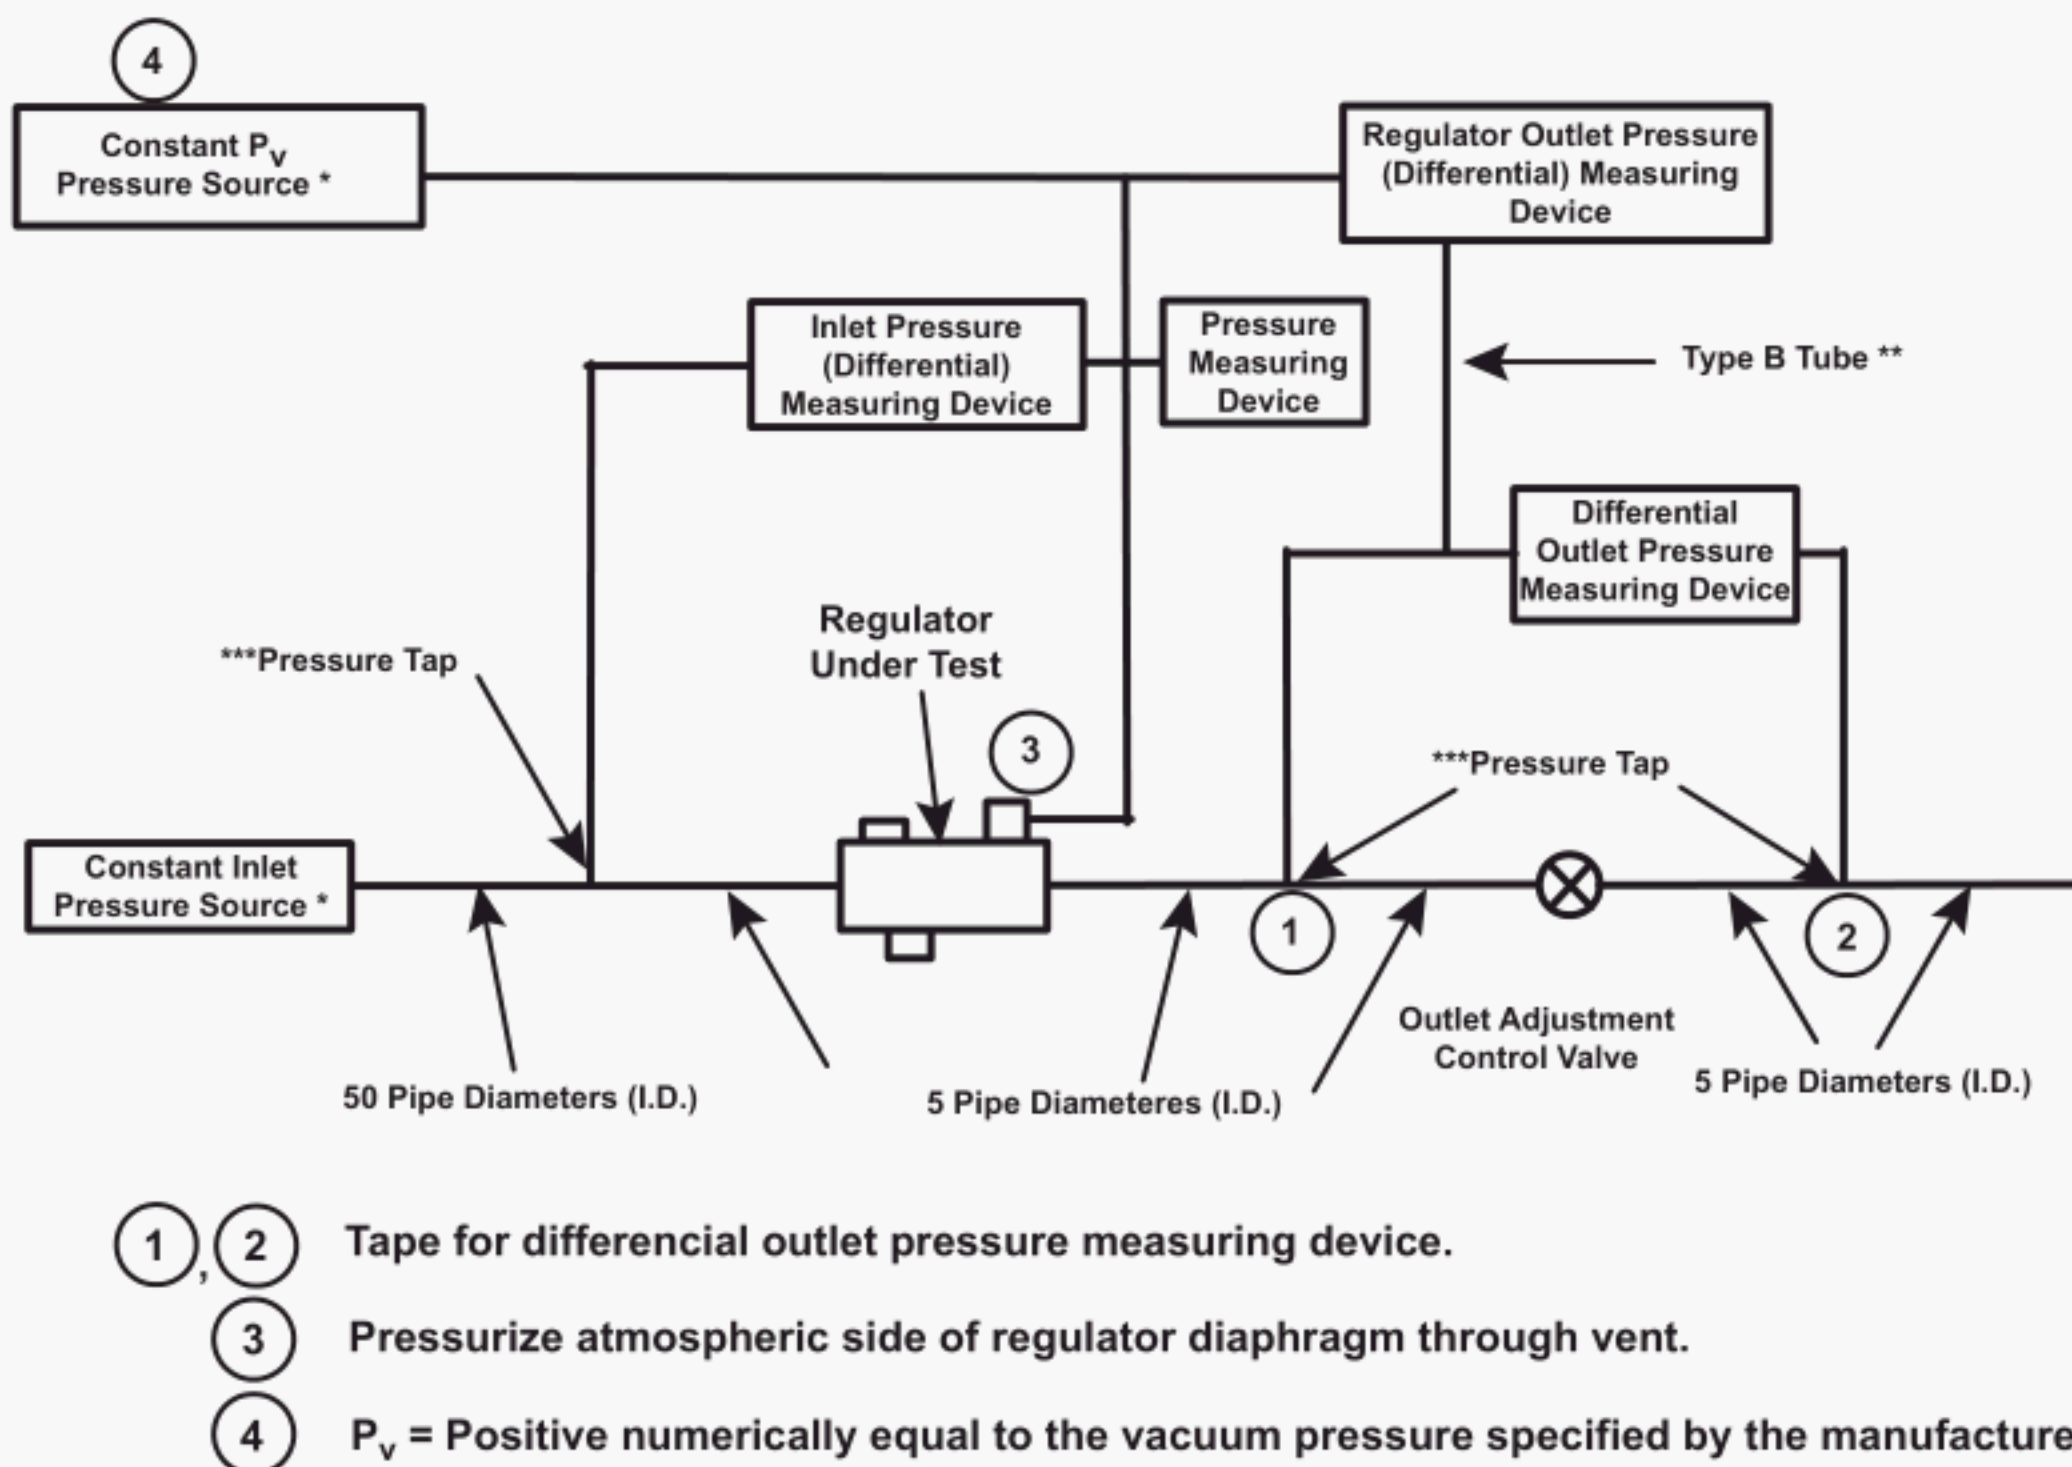 4
Constant Pv
Pressure Source *
Regulator Outlet Pressure
(Differential) Measuring
Device
Inlet Pressure
(Differential)
Measuring Device
Pressure
Measuring
Device
Type B Tube **
Differential
Outlet Pressure
Measuring Device
Regulator
Under Test
***Pressure Tap
3
***Pressure Tap
Constant Inlet
Pressure Source *
1
2
Outlet Adjustment
Control Valve
50 Pipe Diameters (I.D.)
5 Pipe Diameteres (I.D.)
5 Pipe Diameters (I.D.)
1 , 2 Tape for differencial outlet pressure measuring device.
3 Pressurize atmospheric side of regulator diaphragm through vent.
4 Pv = Positive numerically equal to the vacuum pressure specified by the manufacture